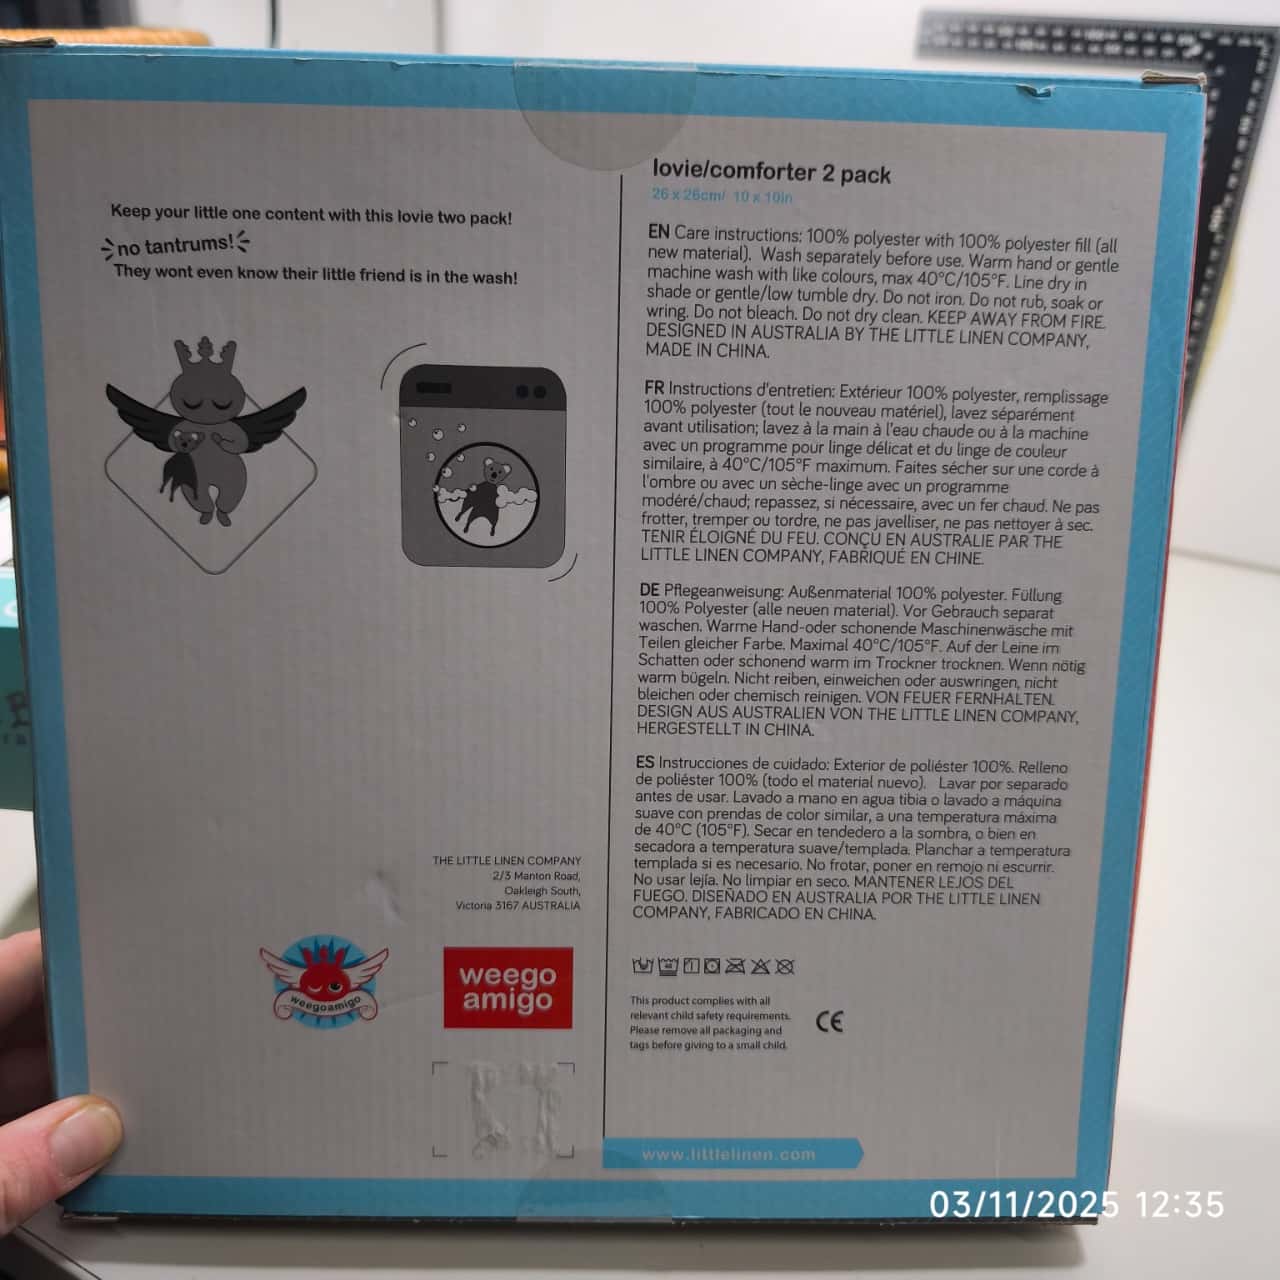 Keep your little one content with this lovie two pack!
no tantrums!
They wont even know their little friend is in the wash!
THE LITTLE LINEN COMPANY
2/3 Manton Road,
Oakleigh South,
Victoria 3167 AUSTRALIA
weegoamigo
weego
amigo
lovie/comforter 2 pack
26 x 26cm/ 10 x 10in
EN Care instructions: 100% polyester with 100% polyester fill (all
new material). Wash separately before use. Warm hand or gentle
machine wash with like colours, max 40°C/105°F. Line dry in
shade or gentle/low tumble dry. Do not iron. Do not rub, soak or
wring. Do not bleach. Do not dry clean. KEEP AWAY FROM FIRE.
DESIGNED IN AUSTRALIA BY THE LITTLE LINEN COMPANY,
MADE IN CHINA.
FR Instructions d'entretien: Extérieur 100% polyester, remplissage
100% polyester (tout le nouveau matériel), lavez séparément
avant utilisation; lavez à la main à l'eau chaude ou à la machine
avec un programme pour linge délicat et du linge de couleur
similaire, à 40°C/105°F maximum. Faites sécher sur une corde à
l'ombre ou avec un sèche-linge avec un programme
modéré/chaud; repassez, si nécessaire, avec un fer chaud. Ne pas
frotter, tremper ou tordre, ne pas javelliser, ne pas nettoyer à sec.
TENIR ÉLOIGNÉ DU FEU. CONÇU EN AUSTRALIE PAR THE
LITTLE LINEN COMPANY, FABRIQUÉ EN CHINE.
DE Pflegeanweisung: Außenmaterial 100% polyester. Füllung
100% Polyester (alle neuen material). Vor Gebrauch separat
waschen. Warme Hand-oder schonende Maschinenwäsche mit
Teilen gleicher Farbe. Maximal 40°C/105°F. Auf der Leine im
Schatten oder schonend warm im Trockner trocknen. Wenn nötig
warm bügeln. Nicht reiben, einweichen oder auswringen, nicht
bleichen oder chemisch reinigen. VON FEUER FERNHALTEN.
DESIGN AUS AUSTRALIEN VON THE LITTLE LINEN COMPANY,
HERGESTELLT IN CHINA.
ES Instrucciones de cuidado: Exterior de poliéster 100%. Relleno
de poliéster 100% (todo el material nuevo). Lavar por separado
antes de usar. Lavado a mano en agua tibia o lavado a máquina
suave con prendas de color similar, a una temperatura máxima
de 40°C (105°F). Secar en tendedero a la sombra, o bien en
secadora a temperatura suave/templada. Planchar a temperatura
templada si es necesario. No frotar, poner en remojo ni escurrir.
No usar lejía. No limpiar en seco. MANTENER LEJOS DEL
FUEGO. DISEÑADO EN AUSTRALIA POR THE LITTLE LINEN
COMPANY, FABRICADO EN CHINA.
This product complies with all
relevant child safety requirements.
Please remove all packaging and
tags before giving to a small child.
CE
www.littlelinen.com
03/11/2025 12:35